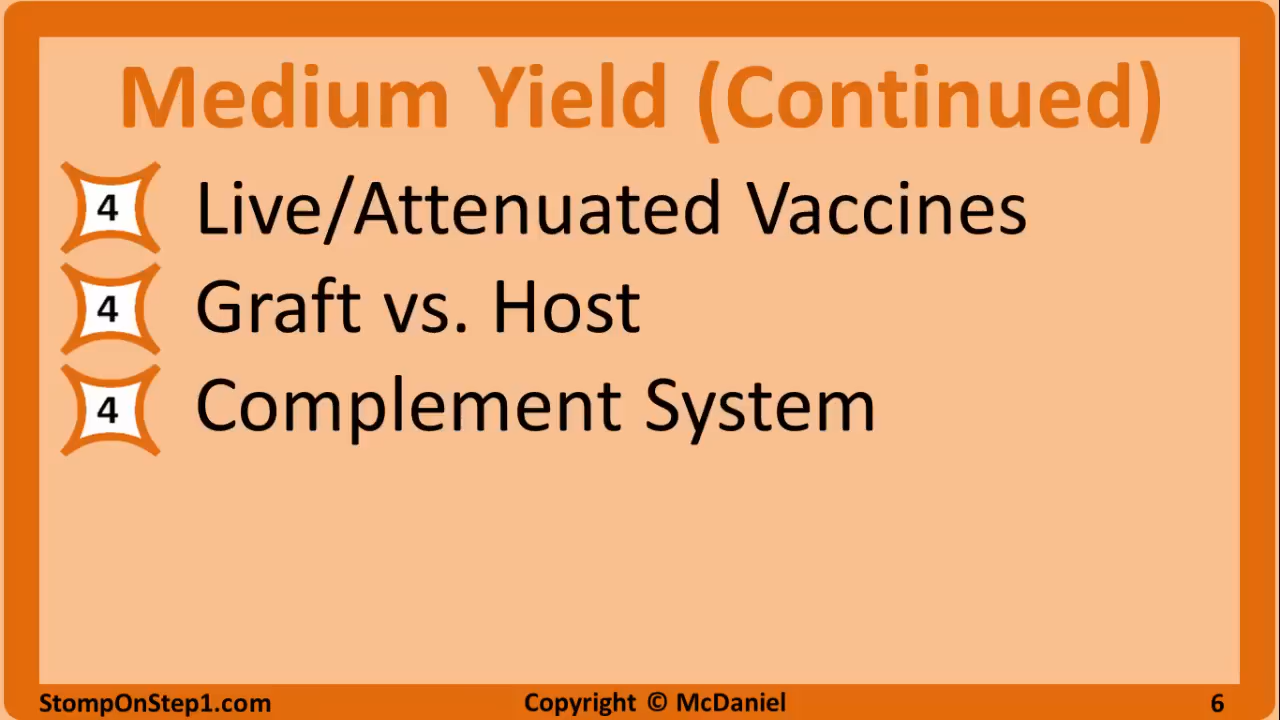 Medium Yield (Continued)
4 Live/Attenuated Vaccines
4 Graft vs. Host
4 Complement System
StompOnStep1.com Copyright © McDaniel 6